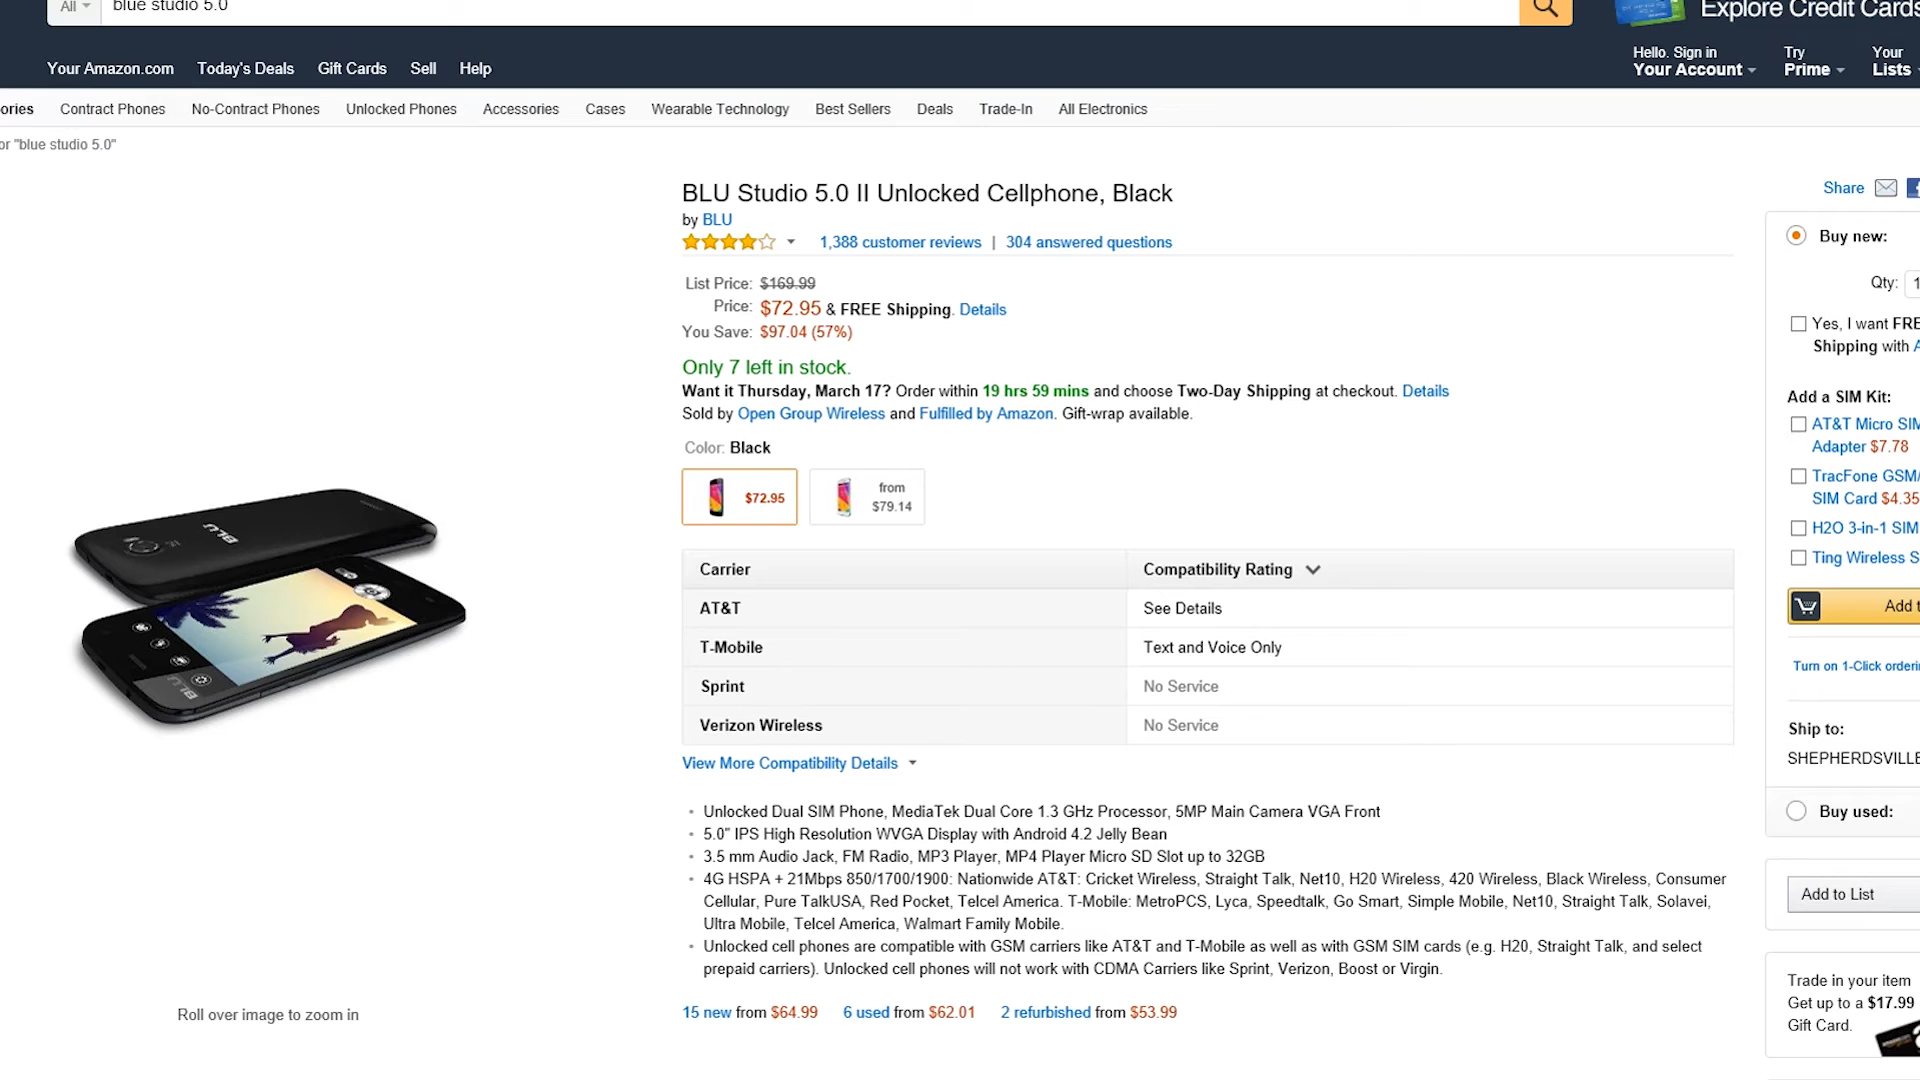 All
blue studio 5.0
Explore Credit Cards
Your Amazon.com Today's Deals Gift Cards Sell Help
Hello. Sign in
Your Account
Try
Prime
Your
Lists
ories Contract Phones No-Contract Phones Unlocked Phones Accessories Cases Wearable Technology Best Sellers Deals Trade-In All Electronics
or "blue studio 5.0"
BLU Studio 5.0 II Unlocked Cellphone, Black
by BLU
1,388 customer reviews | 304 answered questions
List Price: $169.99
Price: $72.95 & FREE Shipping. Details
You Save: $97.04 (57%)
Only 7 left in stock.
Want it Thursday, March 17? Order within 19 hrs 59 mins and choose Two-Day Shipping at checkout. Details
Sold by Open Group Wireless and Fulfilled by Amazon. Gift-wrap available.
Color: Black
$72.95
from
$79.14
Carrier Compatibility Rating
AT&T See Details
T-Mobile Text and Voice Only
Sprint No Service
Verizon Wireless No Service
View More Compatibility Details
• Unlocked Dual SIM Phone, MediaTek Dual Core 1.3 GHz Processor, 5MP Main Camera VGA Front
• 5.0" IPS High Resolution WVGA Display with Android 4.2 Jelly Bean
• 3.5 mm Audio Jack, FM Radio, MP3 Player, MP4 Player Micro SD Slot up to 32GB
• 4G HSPA + 21Mbps 850/1700/1900: Nationwide AT&T: Cricket Wireless, Straight Talk, Net10, H20 Wireless, 420 Wireless, Black Wireless, Consumer
Cellular, Pure TalkUSA, Red Pocket, Telcel America. T-Mobile: MetroPCS, Lyca, Speedtalk, Go Smart, Simple Mobile, Net10, Straight Talk, Solavei,
Ultra Mobile, Telcel America, Walmart Family Mobile.
• Unlocked cell phones are compatible with GSM carriers like AT&T and T-Mobile as well as with GSM SIM cards (e.g. H20, Straight Talk, and select
prepaid carriers). Unlocked cell phones will not work with CDMA Carriers like Sprint, Verizon, Boost or Virgin.
15 new from $64.99 6 used from $62.01 2 refurbished from $53.99
BLU
BLU
Roll over image to zoom in
Share
Buy new:
Qty: 1
Yes, I want FRE
Shipping with A
Add a SIM Kit:
AT&T Micro SIM
Adapter $7.78
TracFone GSM/
SIM Card $4.35
H2O 3-in-1 SIM
Ting Wireless S
Add t
Turn on 1-Click orderi
Ship to:
SHEPHERDSVILLE
Buy used:
Add to List
Trade in your item
Get up to a $17.99
Gift Card.